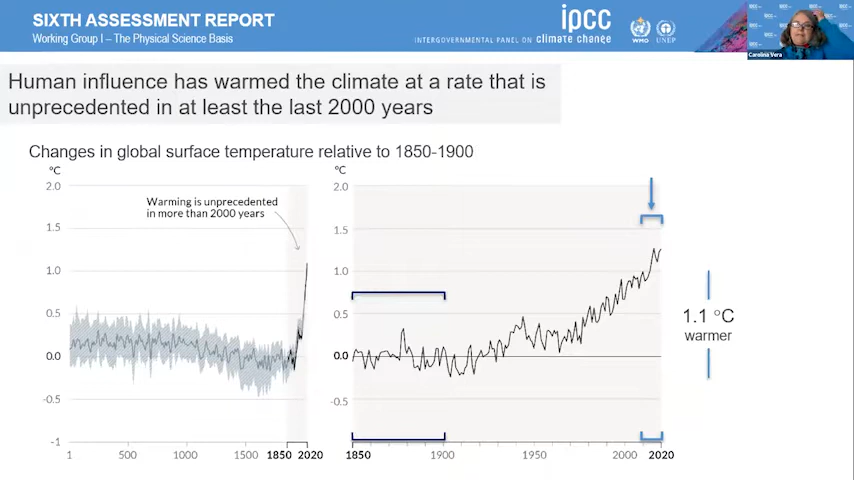 SIXTH ASSESSMENT REPORT
Working Group I – The Physical Science Basis
INTERGOVERNMENTAL PANEL ON climate change
ipcc
WMO
UNEP
Carolina Vera
Human influence has warmed the climate at a rate that is
unprecedented in at least the last 2000 years
Changes in global surface temperature relative to 1850-1900
°C
2.0
1.5
1.0
0.5
0.0
-0.5
-1
Warming is unprecedented
in more than 2000 years
1 500 1000 1500 1850 2020
°C
2.0
1.5
1.0
0.5
0.0
-0.5
1850 1900 1950 2000 2020
1.1 °C
warmer